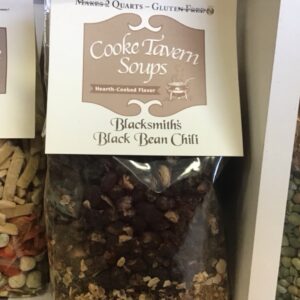 Makes 2 Quarts – Gluten Free
Cooke Tavern
Soups
Hearth-Cooked Flavor
Blacksmith's
Black Bean Chili